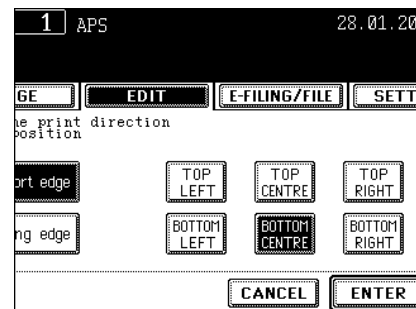 1 APS 28.01.20
GE EDIT E-FILING/FILE SETT
he print direction
position
ort edge TOP LEFT TOP CENTRE TOP RIGHT
ng edge BOTTOM LEFT BOTTOM CENTRE BOTTOM RIGHT
CANCEL ENTER